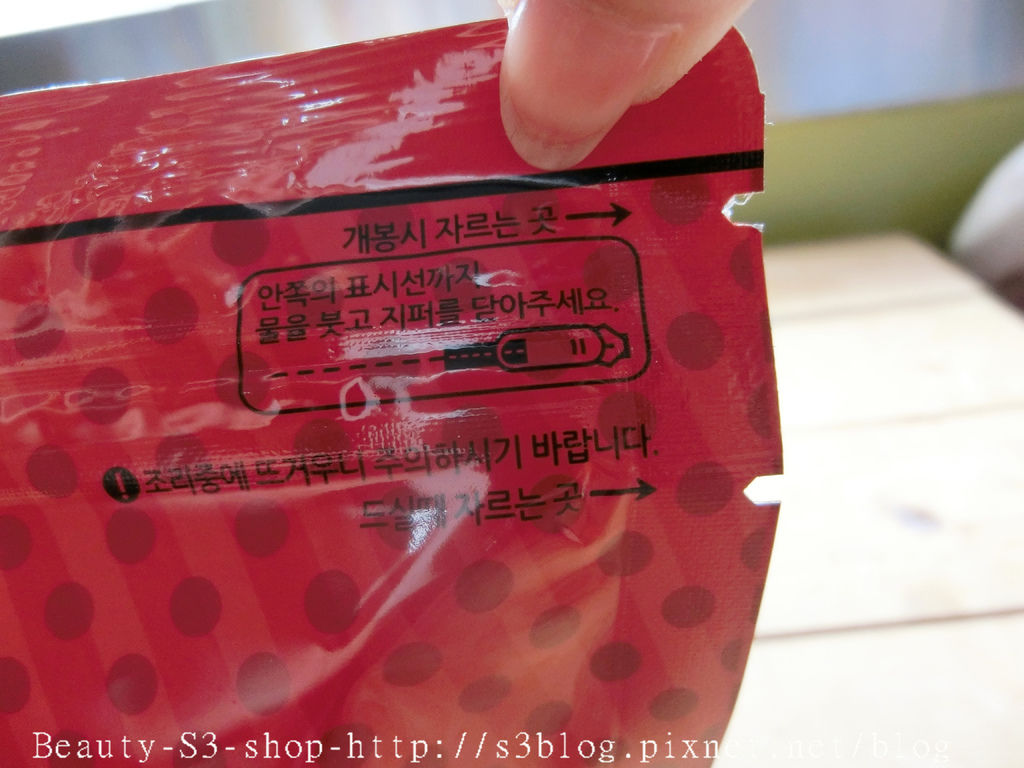 개봉시 자르는 곳
안쪽의 표시선까지
물을 붓고 지퍼를 닫아주세요.
! 조리중에 뜨거우니 주의하시기 바랍니다.
드실때 자르는 곳
Beauty-S3-shop-http://s3blog.pixnet.net/blog